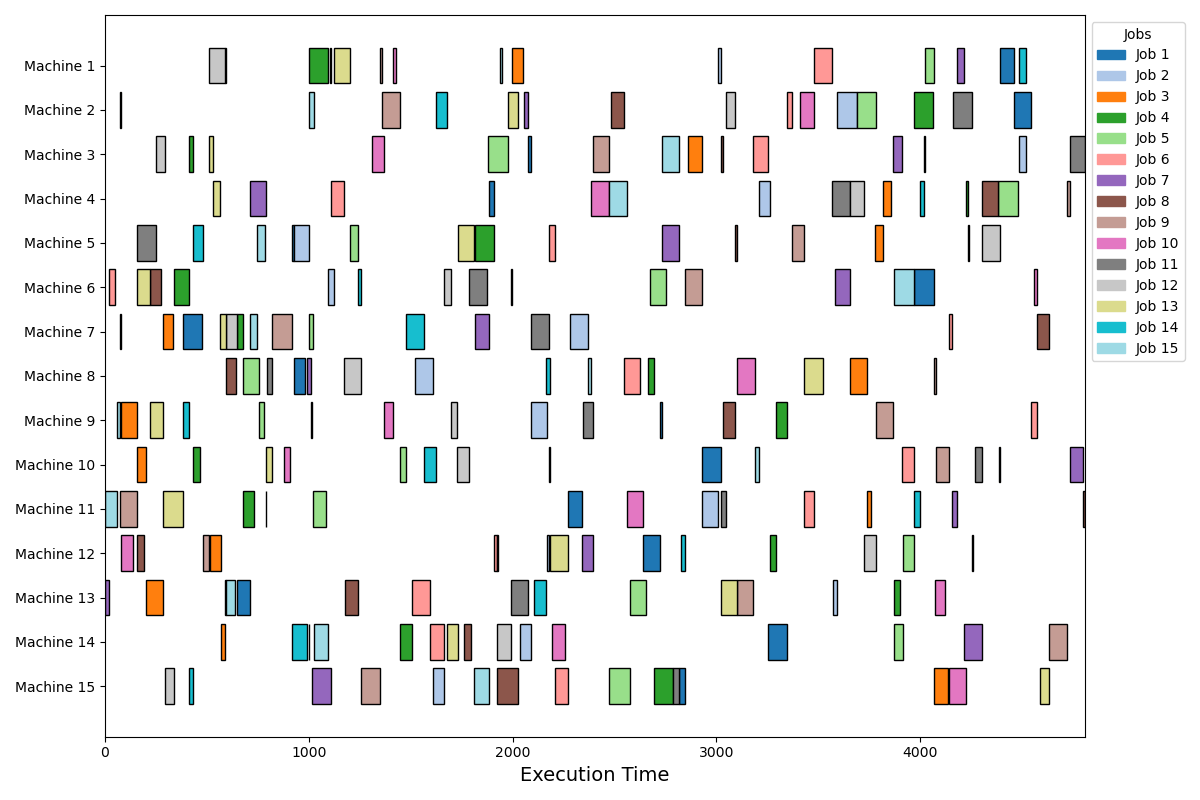 Machine 1
Machine 2
Machine 3
Machine 4
Machine 5
Machine 6
Machine 7
Machine 8
Machine 9
Machine 10
Machine 11
Machine 12
Machine 13
Machine 14
Machine 15
0 1000 2000 3000 4000
Execution Time
Jobs
Job 1
Job 2
Job 3
Job 4
Job 5
Job 6
Job 7
Job 8
Job 9
Job 10
Job 11
Job 12
Job 13
Job 14
Job 15